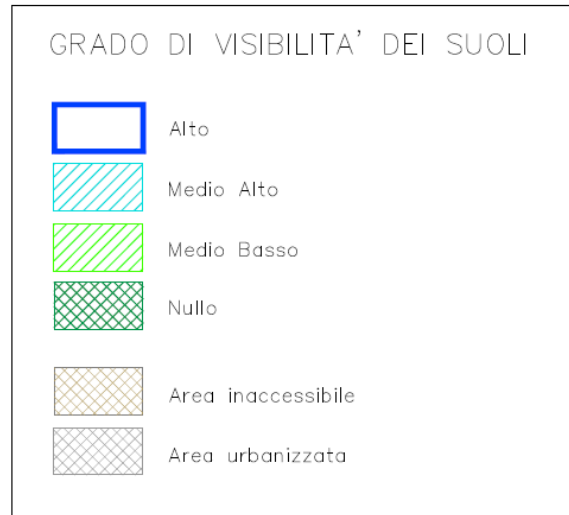 GRADO DI VISIBILITA' DEI SUOLI
Alto
Medio Alto
Medio Basso
Nullo
Area inaccessibile
Area urbanizzata